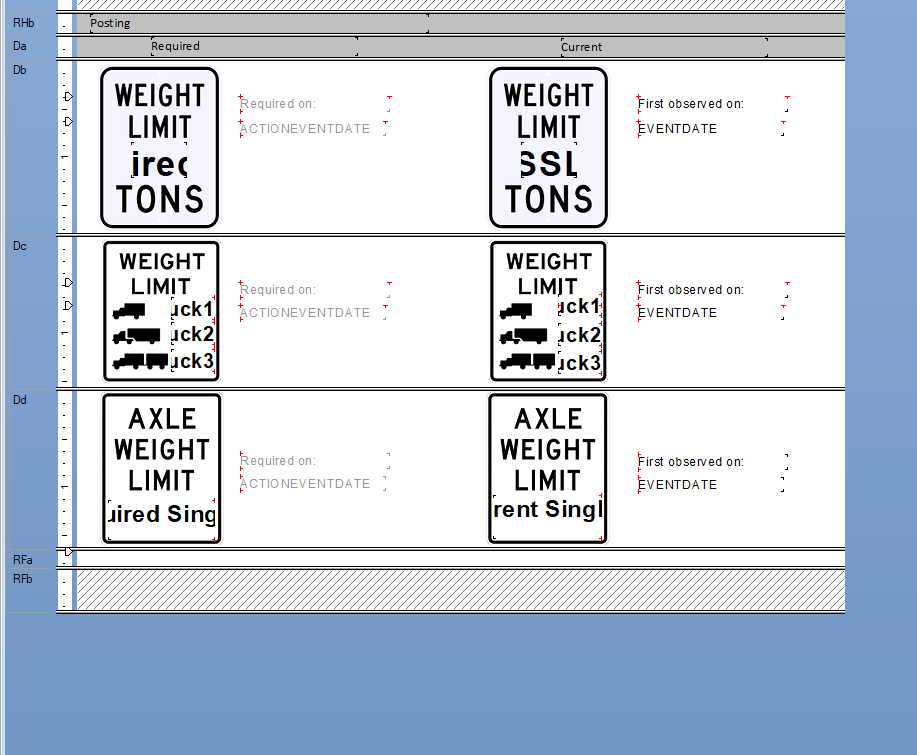 RHb
Posting
Da
Required
Current
Db
WEIGHT
LIMIT
ired
TONS
Required on:
ACTIONEVENTDATE
WEIGHT
LIMIT
SSL
TONS
First observed on:
EVENTDATE
Dc
WEIGHT
LIMIT
uck1
uck2
uck3
Required on:
ACTIONEVENTDATE
WEIGHT
LIMIT
uck1
uck2
uck3
First observed on:
EVENTDATE
Dd
AXLE
WEIGHT
LIMIT
uired Sing
Required on:
ACTIONEVENTDATE
AXLE
WEIGHT
LIMIT
rent Singl
First observed on:
EVENTDATE
RFa
RFb